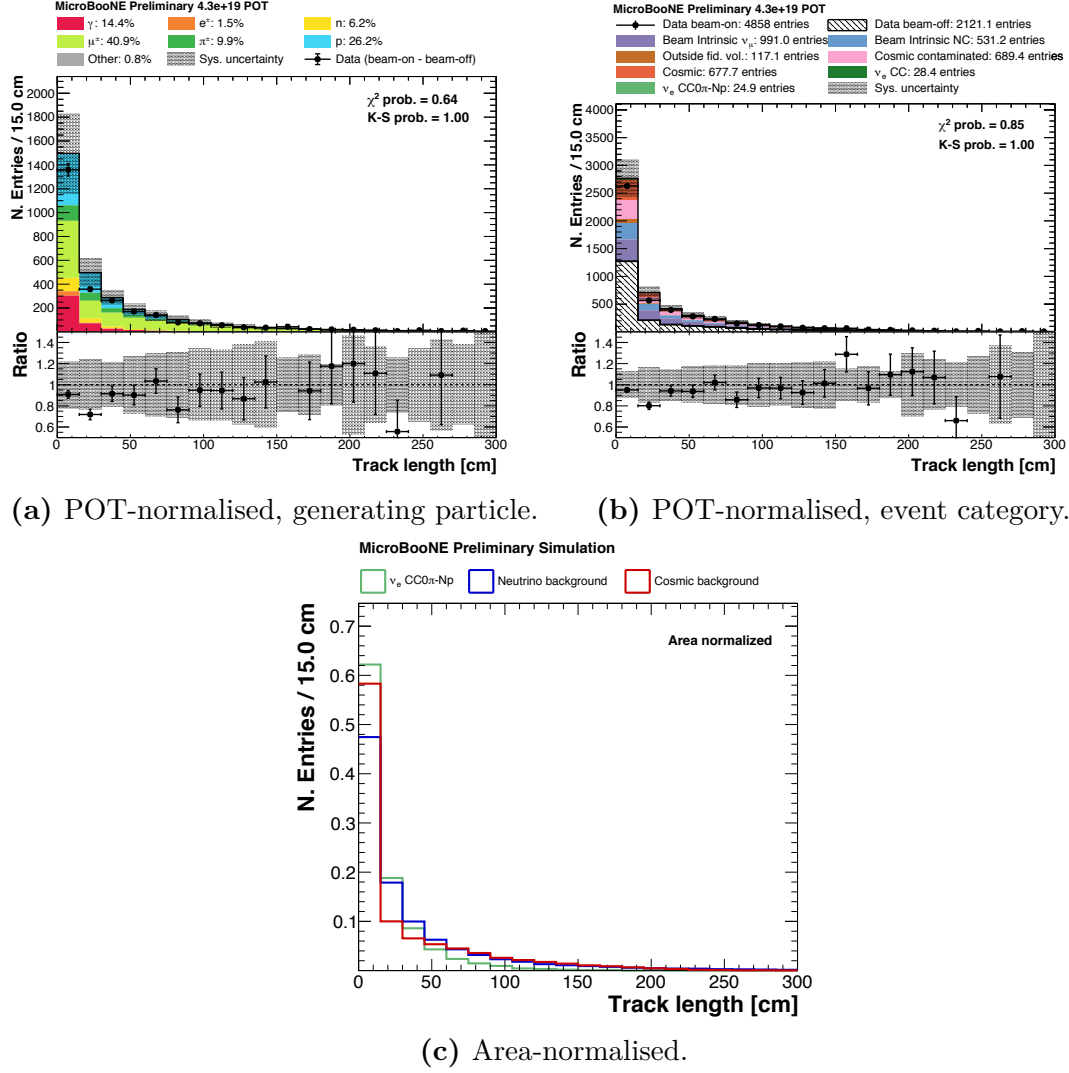 MicroBooNE Preliminary 4.3e+19 POT
γ: 14.4% e±: 1.5% n: 6.2%
μ±: 40.9% π±: 9.9% p: 26.2%
Other: 0.8% Sys. uncertainty Data (beam-on - beam-off)
N. Entries / 15.0 cm
2000
1800
1600
1400
1200
1000
800
600
400
200
χ² prob. = 0.64
K-S prob. = 1.00
Ratio
1.4
1.2
1
0.8
0.6
0 50 100 150 200 250 300
Track length [cm]
(a) POT-normalised, generating particle.
MicroBooNE Preliminary 4.3e+19 POT
Data beam-on: 4858 entries Data beam-off: 2121.1 entries
Beam Intrinsic νμ: 991.0 entries Beam Intrinsic NC: 531.2 entries
Outside fid. vol.: 117.1 entries Cosmic contaminated: 689.4 entries
Cosmic: 677.7 entries νe CC: 28.4 entries
νe CC0π-Np: 24.9 entries Sys. uncertainty
N. Entries / 15.0 cm
4000
3500
3000
2500
2000
1500
1000
500
χ² prob. = 0.85
K-S prob. = 1.00
Ratio
1.4
1.2
1
0.8
0.6
0 50 100 150 200 250 300
Track length [cm]
(b) POT-normalised, event category.
MicroBooNE Preliminary Simulation
νe CC0π-Np Neutrino background Cosmic background
N. Entries / 15.0 cm
0.7
0.6
0.5
0.4
0.3
0.2
0.1
Area normalized
0 50 100 150 200 250 300
Track length [cm]
(c) Area-normalised.